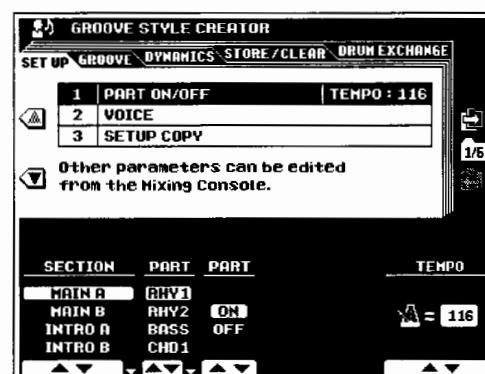 GROOVE STYLE CREATOR
SET UP GROOVE DYNAMICS STORE/CLEAR DRUM EXCHANGE
1 PART ON/OFF TEMPO : 116
2 VOICE
3 SETUP COPY
1/5
Other parameters can be edited
from the Mixing Console.
SECTION PART PART TEMPO
MAIN A RHY1
MAIN B RHY2 ON = 116
INTRO A BASS OFF
INTRO B CHD1